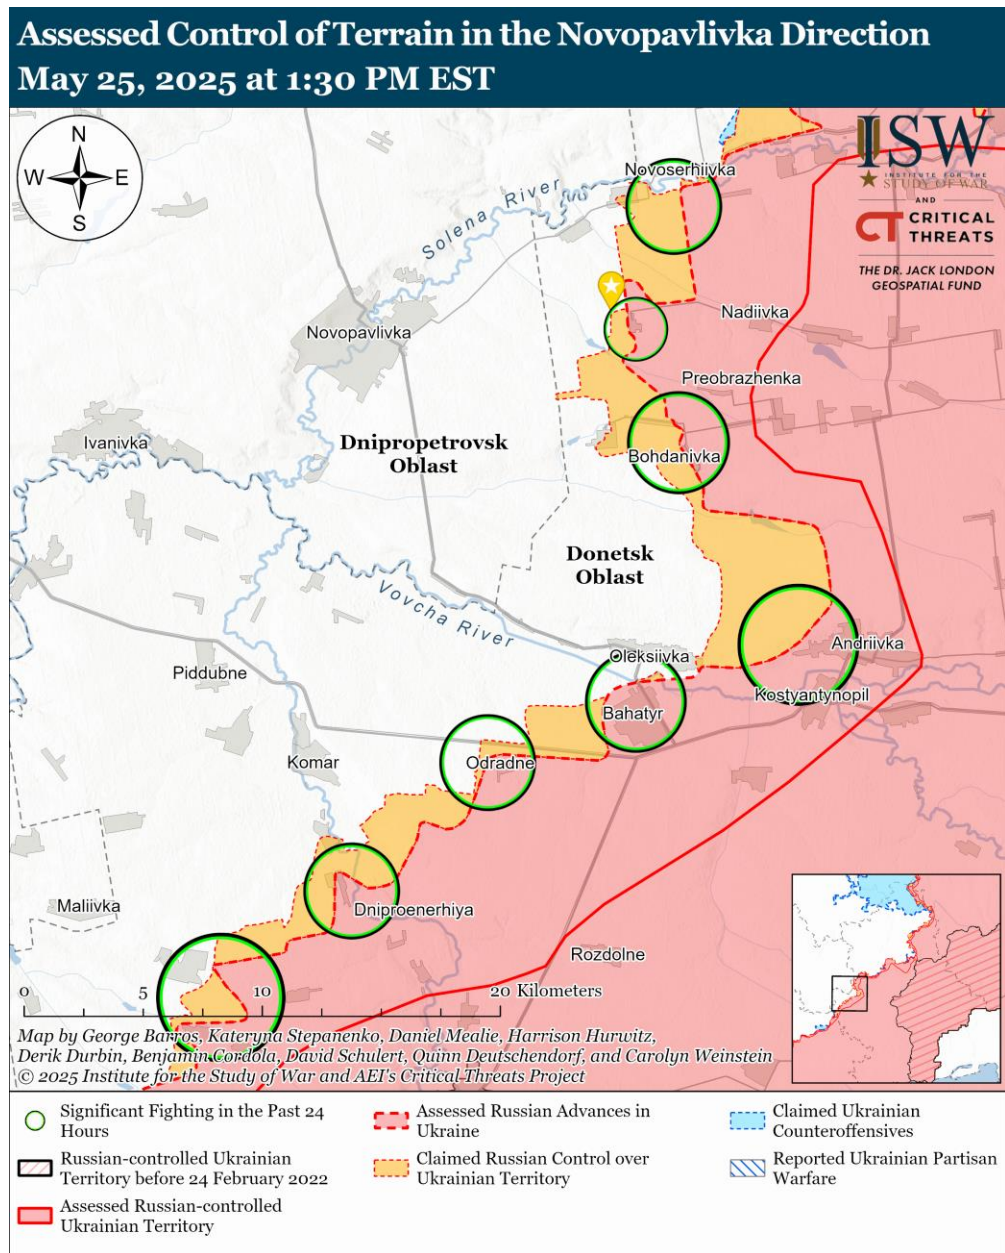 Assessed Control of Terrain in the Novopavlivka Direction
May 25, 2025 at 1:30 PM EST
N
W
E
S
ISW
INSTITUTE FOR THE
STUDY OF WAR
AND
CT CRITICAL
THREATS
THE DR. JACK LONDON
GEOSPATIAL FUND
Novoserhiivka
Solena River
Nadiivka
Novopavlivka
Preobrazhenka
Ivanivka
Dnipropetrovsk
Oblast
Bohdanivka
Donetsk
Oblast
Vovcha River
Andriivka
Oleksiivka
Piddubne
Kostyantynopil
Bahatyr
Komar
Odradne
Maliivka
Dniproenerhiya
Rozdolne
0 5 10 20 Kilometers
Map by George Barros, Kateryna Stepanenko, Daniel Mealie, Harrison Hurwitz,
Derik Durbin, Benjamin Cordola, David Schulert, Quinn Deutschendorf, and Carolyn Weinstein
© 2025 Institute for the Study of War and AEI's Critical Threats Project
Significant Fighting in the Past 24
Hours
Russian-controlled Ukrainian
Territory before 24 February 2022
Assessed Russian-controlled
Ukrainian Territory
Assessed Russian Advances in
Ukraine
Claimed Russian Control over
Ukrainian Territory
Claimed Ukrainian
Counteroffensives
Reported Ukrainian Partisan
Warfare